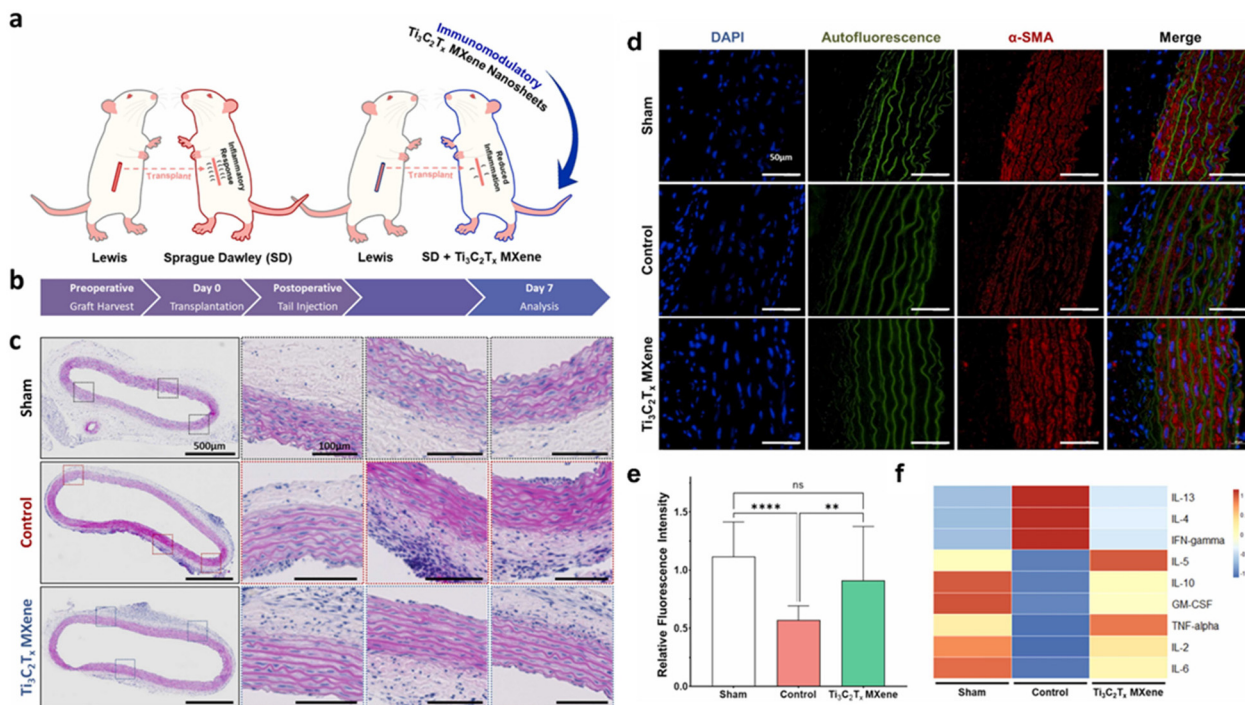 a
Immunomodulatory
Ti₃C₂Tₓ MXene Nanosheets
Inflammatory
Response
Transplant
Reduced
Inflammation
Transplant
Lewis
Sprague Dawley (SD)
Lewis
SD + Ti₃C₂Tₓ MXene
b
Preoperative
Graft Harvest
Day 0
Transplantation
Postoperative
Tail Injection
Day 7
Analysis
c
Sham
500μm
100μm
Control
Ti₃C₂Tₓ MXene
d
DAPI
Autofluorescence
α-SMA
Merge
Sham
50μm
Control
Ti₃C₂Tₓ MXene
e
Relative Fluorescence Intensity
1.5
1.0
0.5
0.0
ns
****
**
Sham
Control
Ti₃C₂Tₓ MXene
f
IL-13
IL-4
IFN-gamma
IL-5
IL-10
GM-CSF
TNF-alpha
IL-2
IL-6
Sham
Control
Ti₃C₂Tₓ MXene